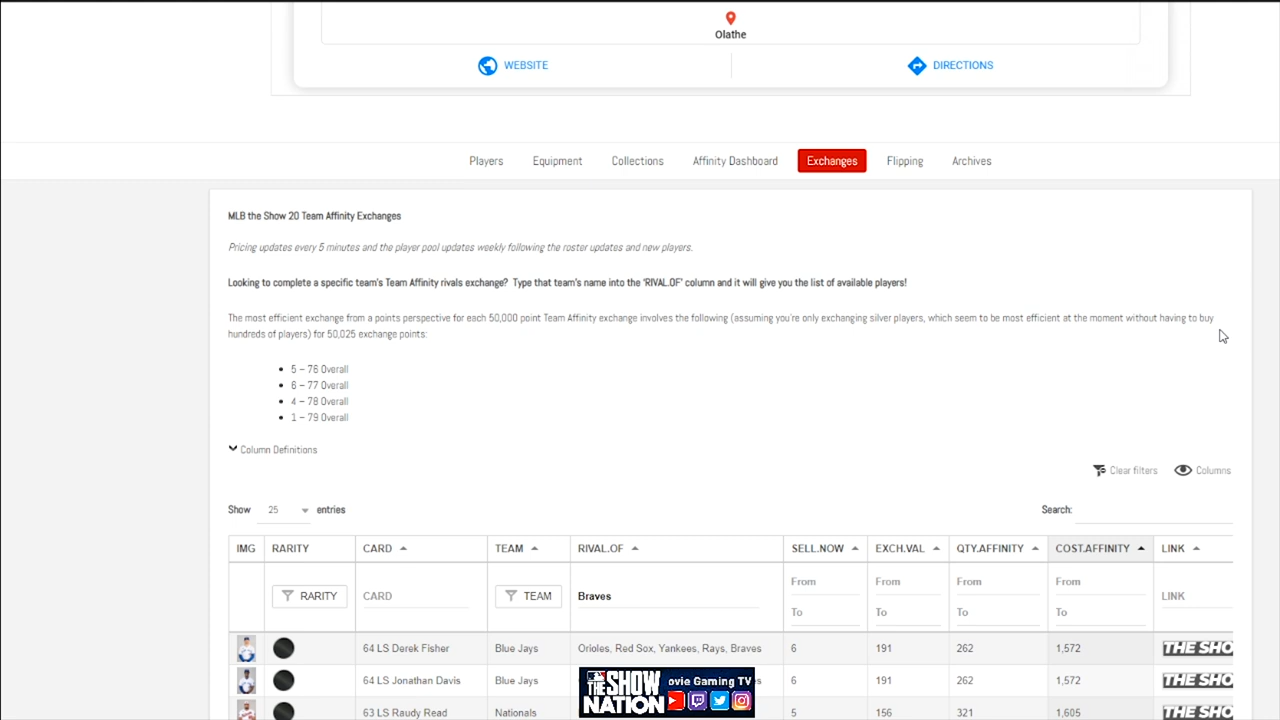 Olathe
WEBSITE
DIRECTIONS
Players Equipment Collections Affinity Dashboard Exchanges Flipping Archives
MLB the Show 20 Team Affinity Exchanges
Pricing updates every 5 minutes and the player pool updates weekly following the roster updates and new players.
Looking to complete a specific team's Team Affinity rivals exchange? Type that team's name into the 'RIVAL.OF' column and it will give you the list of available players!
The most efficient exchange from a points perspective for each 50,000 point Team Affinity exchange involves the following (assuming you're only exchanging silver players, which seem to be most efficient at the moment without having to buy
hundreds of players) for 50,025 exchange points:
5 – 76 Overall
6 – 77 Overall
4 – 78 Overall
1 – 79 Overall
Column Definitions
Clear filters Columns
Show 25 entries Search:
IMG RARITY CARD TEAM RIVAL.OF SELL.NOW EXCH.VAL QTY.AFFINITY COST.AFFINITY LINK
From From From From
RARITY CARD TEAM Braves LINK
To To To To
64 LS Derek Fisher Blue Jays Orioles, Red Sox, Yankees, Rays, Braves 6 191 262 1,572 THE SHO
64 LS Jonathan Davis Blue Jays 6 191 262 1,572 THE SHO
63 LS Raudy Read Nationals 5 156 321 1,605 THE SHO
THE SHOW NATION
ovie Gaming TV